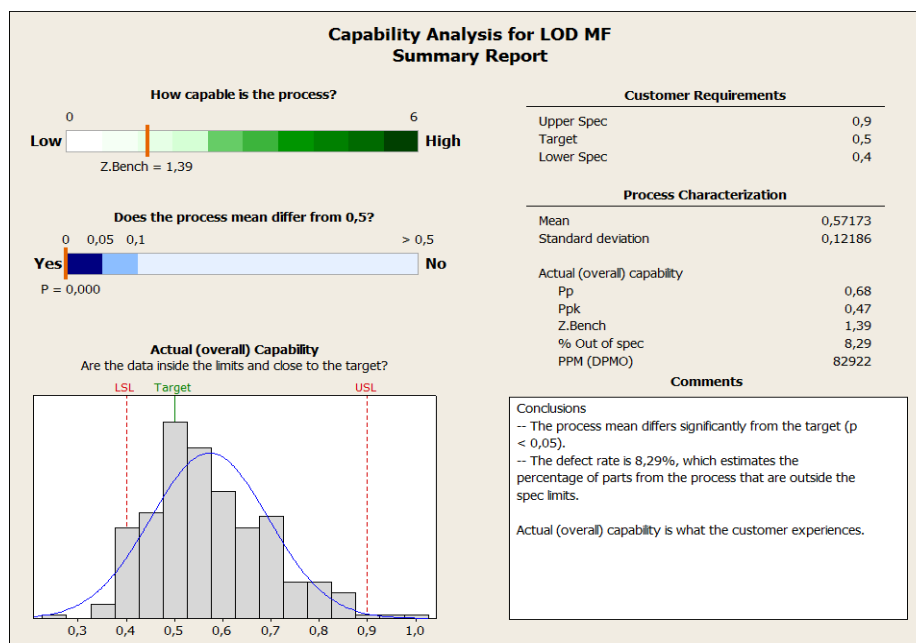 Capability Analysis for LOD MF
Summary Report
How capable is the process?
0 6
Low High
Z.Bench = 1,39
Does the process mean differ from 0,5?
0 0,05 0,1 > 0,5
Yes No
P = 0,000
Actual (overall) Capability
Are the data inside the limits and close to the target?
LSL Target USL
0,3 0,4 0,5 0,6 0,7 0,8 0,9 1,0
Customer Requirements
Upper Spec 0,9
Target 0,5
Lower Spec 0,4
Process Characterization
Mean 0,57173
Standard deviation 0,12186
Actual (overall) capability
Pp 0,68
Ppk 0,47
Z.Bench 1,39
% Out of spec 8,29
PPM (DPMO) 82922
Comments
Conclusions
-- The process mean differs significantly from the target (p
< 0,05).
-- The defect rate is 8,29%, which estimates the
percentage of parts from the process that are outside the
spec limits.
Actual (overall) capability is what the customer experiences.